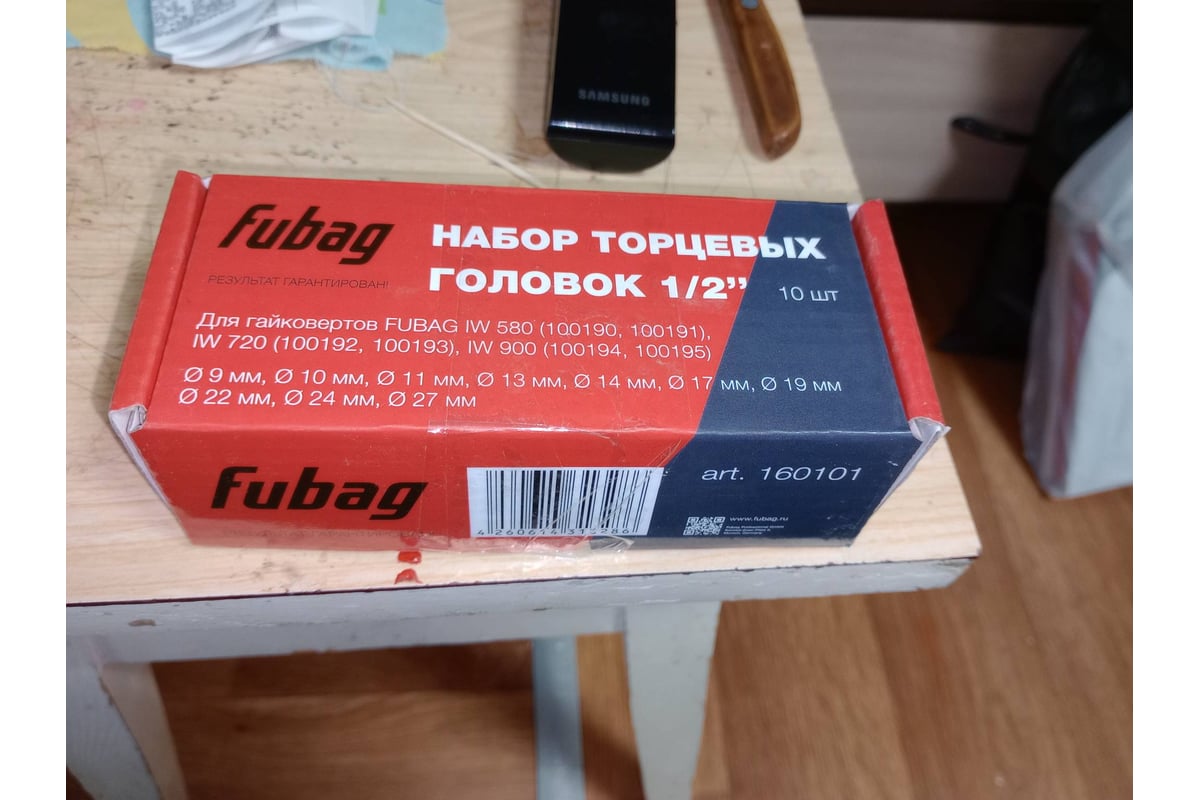 SAMSUNG
fubag
РЕЗУЛЬТАТ ГАРАНТИРОВАН!
НАБОР ТОРЦЕВЫХ
ГОЛОВОК 1/2”
10 шт
Для гайковертов FUBAG IW 580 (100190, 100191),
IW 720 (100192, 100193), IW 900 (100194, 100195)
Ø 9 мм, Ø 10 мм, Ø 11 мм, Ø 13 мм, Ø 14 мм, Ø 17 мм, Ø 19 мм
Ø 22 мм, Ø 24 мм, Ø 27 мм
fubag
art. 160101
www.fubag.ru